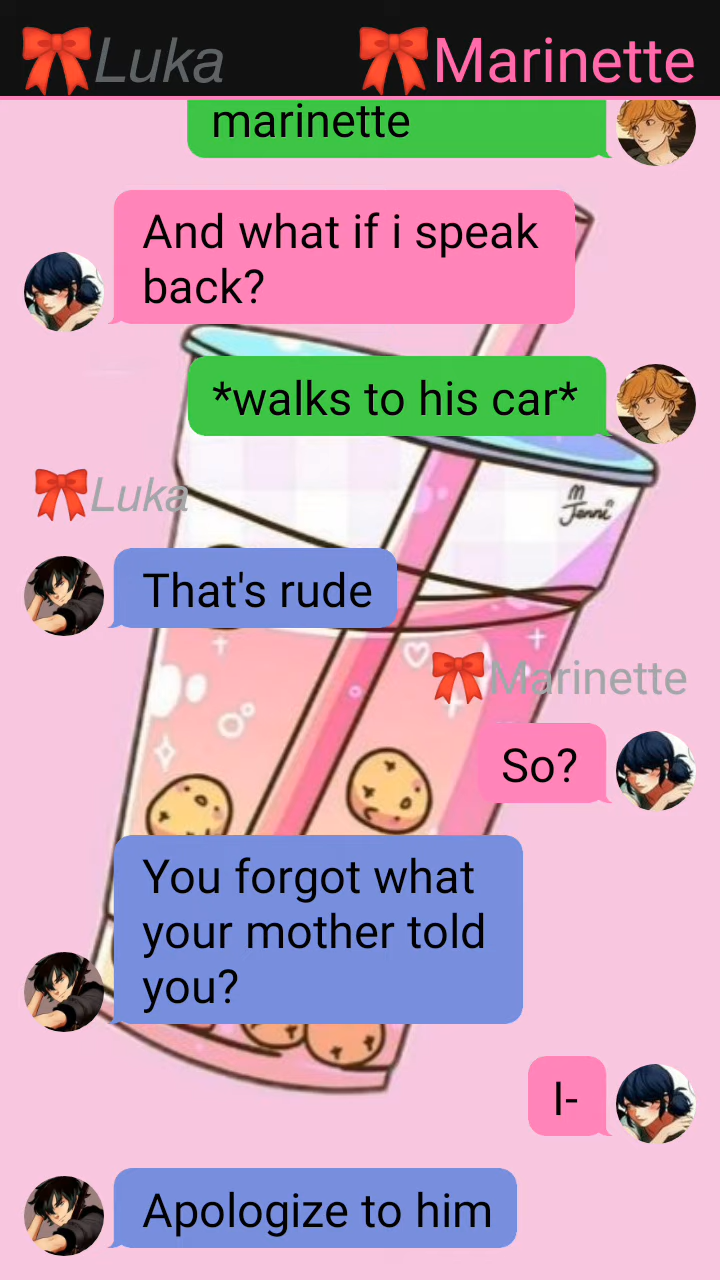 🎀Luka 🎀Marinette
marinette
And what if i speak
back?
*walks to his car*
🎀Luka
That's rude
🎀Marinette
So?
You forgot what
your mother told
you?
I-
Apologize to him